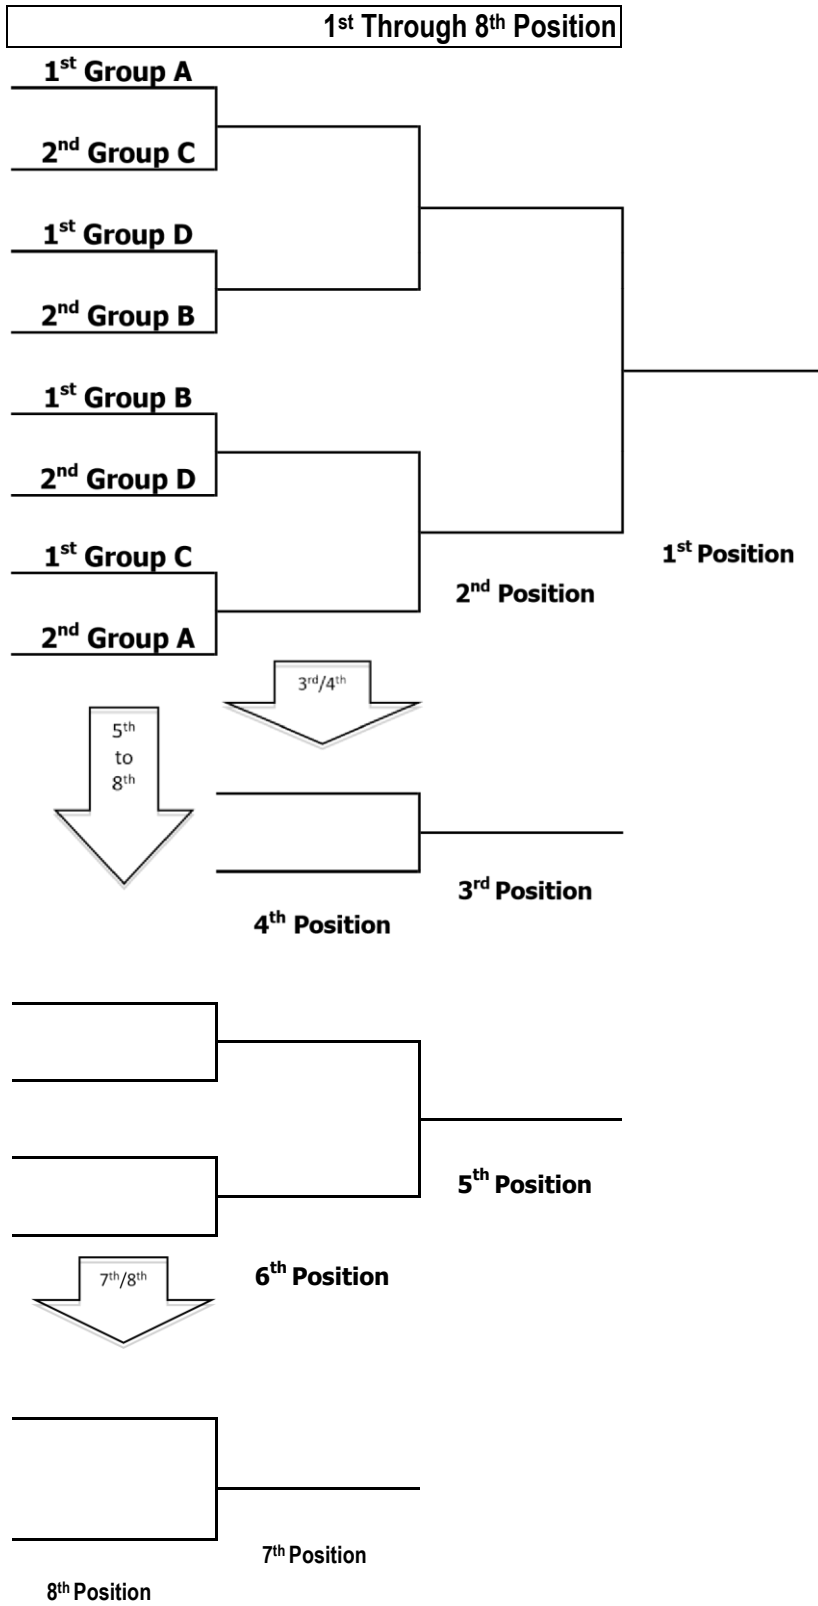 1st Through 8th Position
1st Group A
2nd Group C
1st Group D
2nd Group B
1st Group B
2nd Group D
1st Group C
2nd Group A
1st Position
2nd Position
3rd/4th
5th
to
8th
3rd Position
4th Position
5th Position
6th Position
7th/8th
7th Position
8th Position